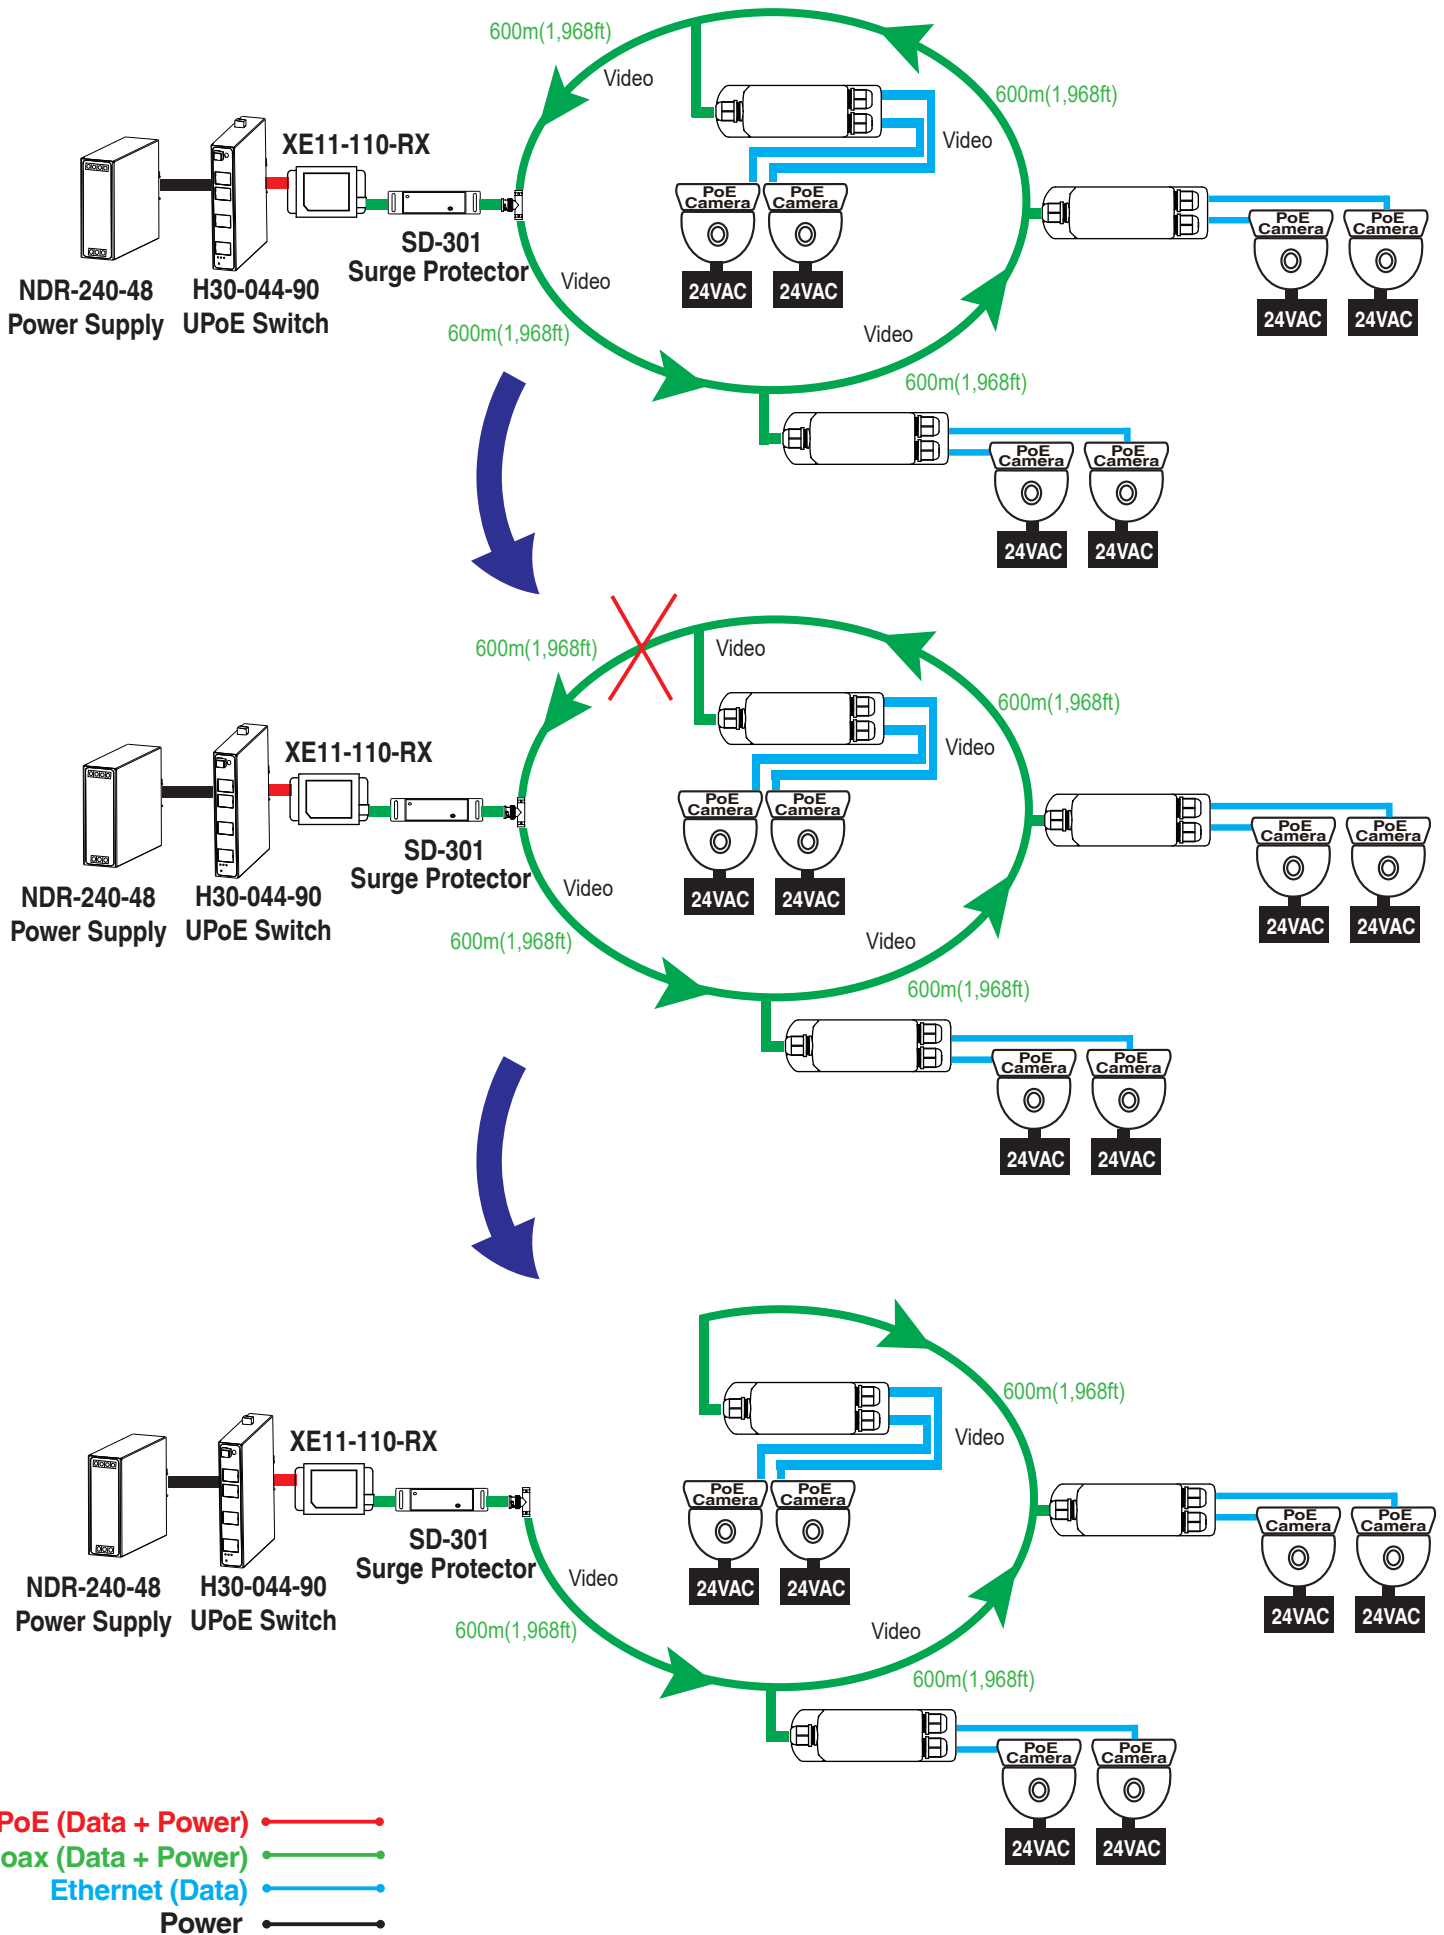 600m(1,968ft)
Video
600m(1,968ft)
XE11-110-RX
Video
PoE
Camera
PoE
Camera
PoE
Camera
PoE
Camera
SD-301
Surge Protector
Video
24VAC
24VAC
NDR-240-48
Power Supply
H30-044-90
UPoE Switch
24VAC
24VAC
600m(1,968ft)
Video
600m(1,968ft)
PoE
Camera
PoE
Camera
24VAC
24VAC
600m(1,968ft)
Video
600m(1,968ft)
XE11-110-RX
Video
PoE
Camera
PoE
Camera
PoE
Camera
PoE
Camera
SD-301
Surge Protector
Video
24VAC
24VAC
NDR-240-48
Power Supply
H30-044-90
UPoE Switch
24VAC
24VAC
600m(1,968ft)
Video
600m(1,968ft)
PoE
Camera
PoE
Camera
24VAC
24VAC
600m(1,968ft)
XE11-110-RX
Video
PoE
Camera
PoE
Camera
PoE
Camera
PoE
Camera
SD-301
Surge Protector
Video
24VAC
24VAC
NDR-240-48
Power Supply
H30-044-90
UPoE Switch
24VAC
24VAC
600m(1,968ft)
Video
600m(1,968ft)
PoE
Camera
PoE
Camera
24VAC
24VAC
PoE (Data + Power)
oax (Data + Power)
Ethernet (Data)
Power